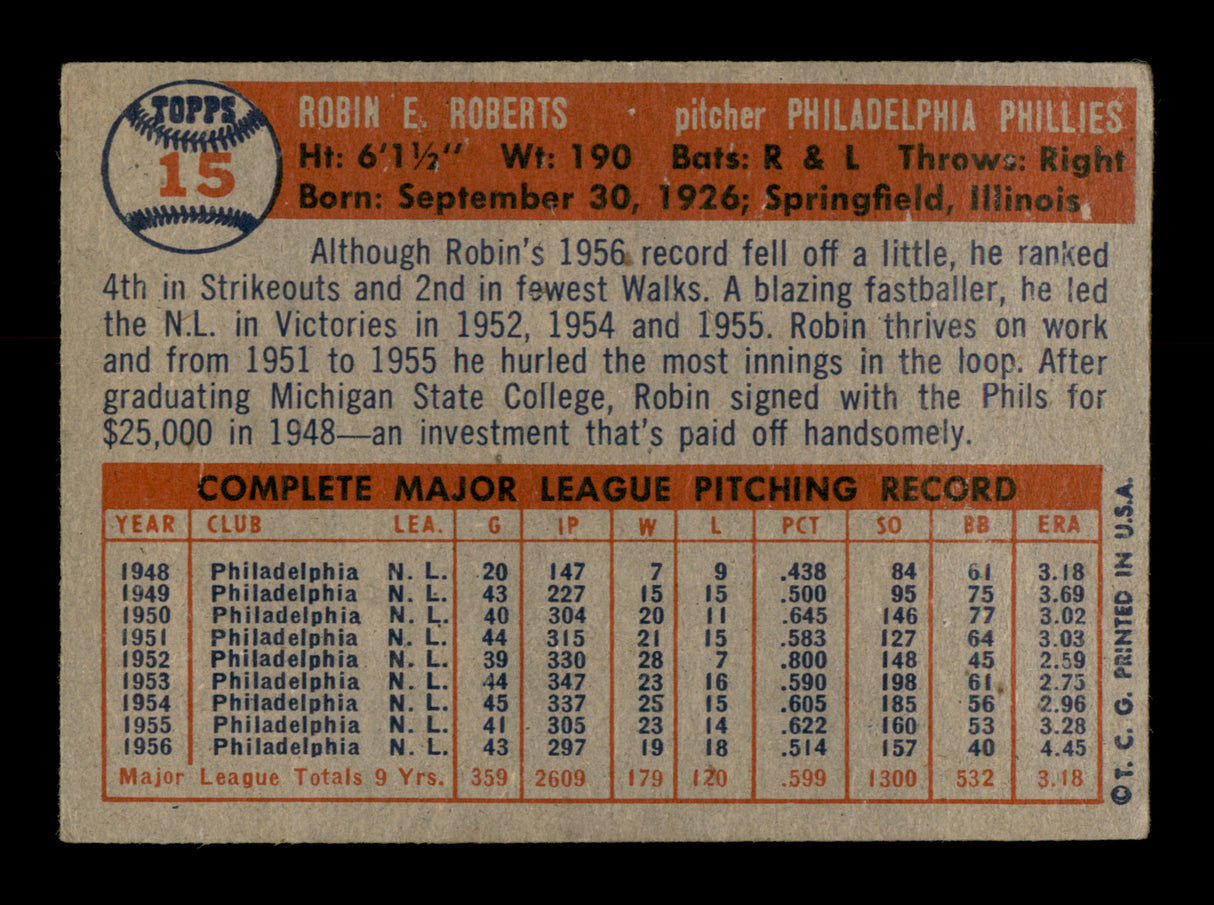 TOPPS
15
ROBIN E. ROBERTS · pitcher PHILADELPHIA PHILLIES
Ht: 6'1½" Wt: 190 Bats: R & L Throws: Right
Born: September 30, 1926; Springfield, Illinois
Although Robin's 1956 record fell off a little, he ranked
4th in Strikeouts and 2nd in fewest Walks. A blazing fastballer, he led
the N.L. in Victories in 1952, 1954 and 1955. Robin thrives on work
and from 1951 to 1955 he hurled the most innings in the loop. After
graduating Michigan State College, Robin signed with the Phils for
$25,000 in 1948—an investment that's paid off handsomely.
COMPLETE MAJOR LEAGUE PITCHING RECORD
YEAR CLUB LEA. G IP W L PCT SO BB ERA
1948 Philadelphia N. L. 20 147 7 9 .438 84 61 3.18
1949 Philadelphia N. L. 43 227 15 15 .500 95 75 3.69
1950 Philadelphia N. L. 40 304 20 11 .645 146 77 3.02
1951 Philadelphia N. L. 44 315 21 15 .583 127 64 3.03
1952 Philadelphia N. L. 39 330 28 7 .800 148 45 2.59
1953 Philadelphia N. L. 44 347 23 16 .590 198 61 2.75
1954 Philadelphia N. L. 45 337 25 15 .605 185 56 2.96
1955 Philadelphia N. L. 41 305 23 14 .622 160 53 3.28
1956 Philadelphia N. L. 43 297 19 18 .514 157 40 4.45
Major League Totals 9 Yrs. 359 2609 179 120 .599 1300 532 3.18
©T. C. G. PRINTED IN U.S.A.